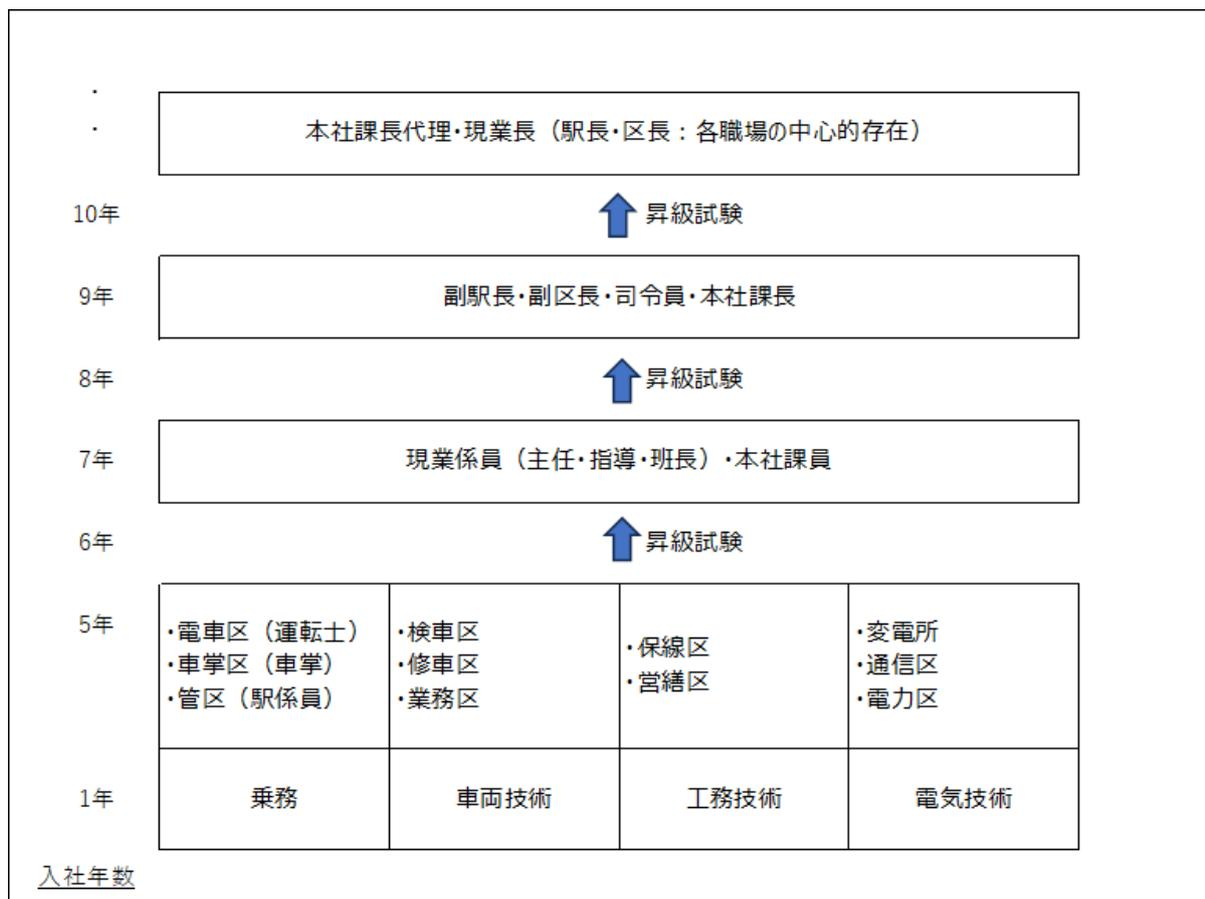 ・
・
本社課長代理・現業長（駅長・区長：各職場の中心的存在）
10年
昇級試験
9年
副駅長・副区長・司令員・本社課長
8年
昇級試験
7年
現業係員（主任・指導・班長）・本社課員
6年
昇級試験
5年
・電車区（運転士）
・車掌区（車掌）
・管区（駅係員）
・検車区
・修車区
・業務区
・保線区
・営繕区
・変電所
・通信区
・電力区
1年
乗務
車両技術
工務技術
電気技術
入社年数